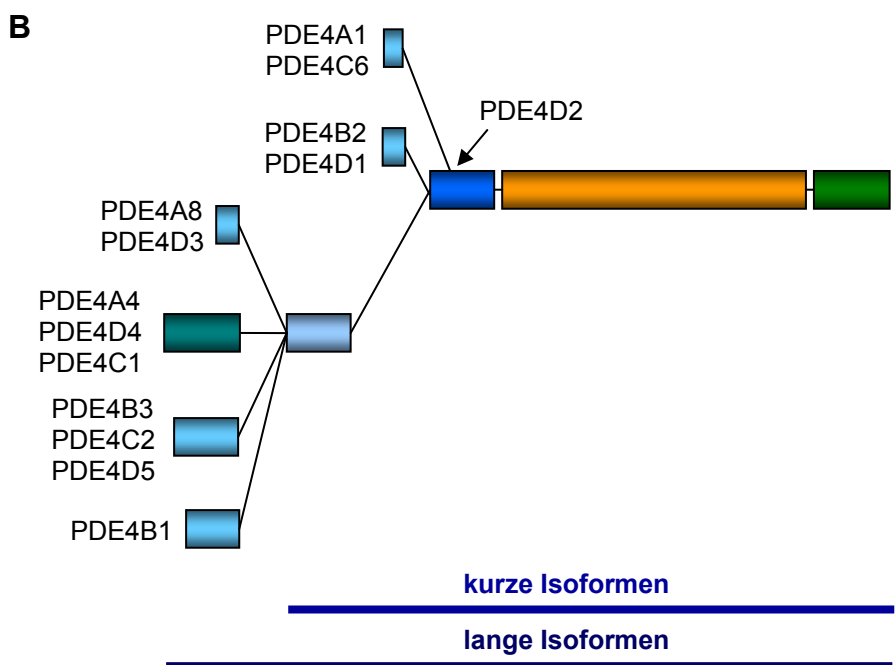 B
PDE4A1
PDE4C6
PDE4D2
PDE4B2
PDE4D1
PDE4A8
PDE4D3
PDE4A4
PDE4D4
PDE4C1
PDE4B3
PDE4C2
PDE4D5
PDE4B1
kurze Isoformen
lange Isoformen